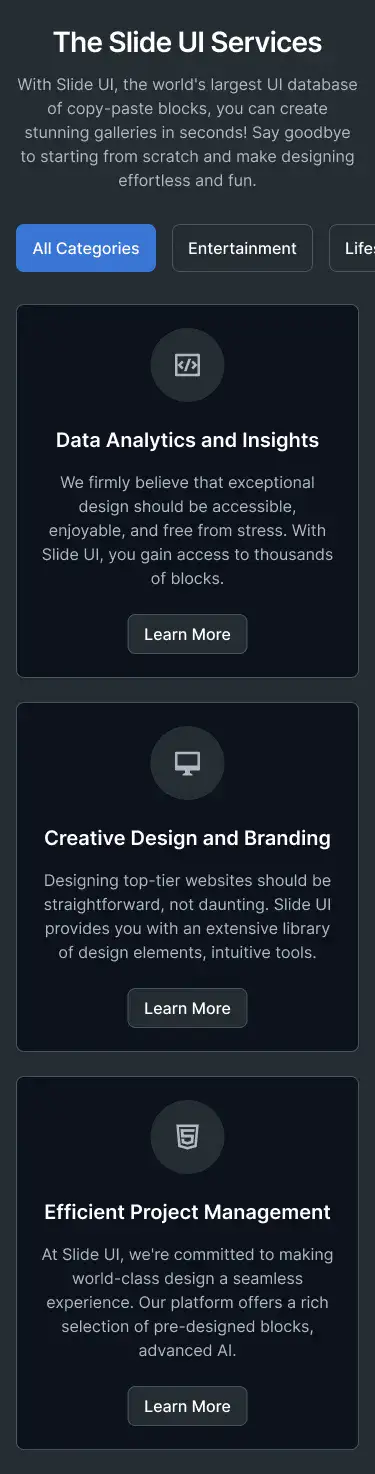 The Slide UI Services
With Slide UI, the world's largest UI database
of copy-paste blocks, you can create
stunning galleries in seconds! Say goodbye
to starting from scratch and make designing
effortless and fun.
All Categories
Entertainment
Data Analytics and Insights
We firmly believe that exceptional
design should be accessible,
enjoyable, and free from stress. With
Slide UI, you gain access to thousands
of blocks.
Learn More
Creative Design and Branding
Designing top-tier websites should be
straightforward, not daunting. Slide UI
provides you with an extensive library
of design elements, intuitive tools.
Learn More
Efficient Project Management
At Slide UI, we're committed to making
world-class design a seamless
experience. Our platform offers a rich
selection of pre-designed blocks,
advanced AI.
Learn More